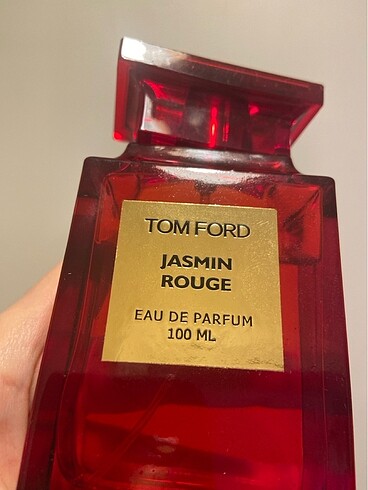 TOM FORD
JASMIN
ROUGE
EAU DE PARFUM
100 ML